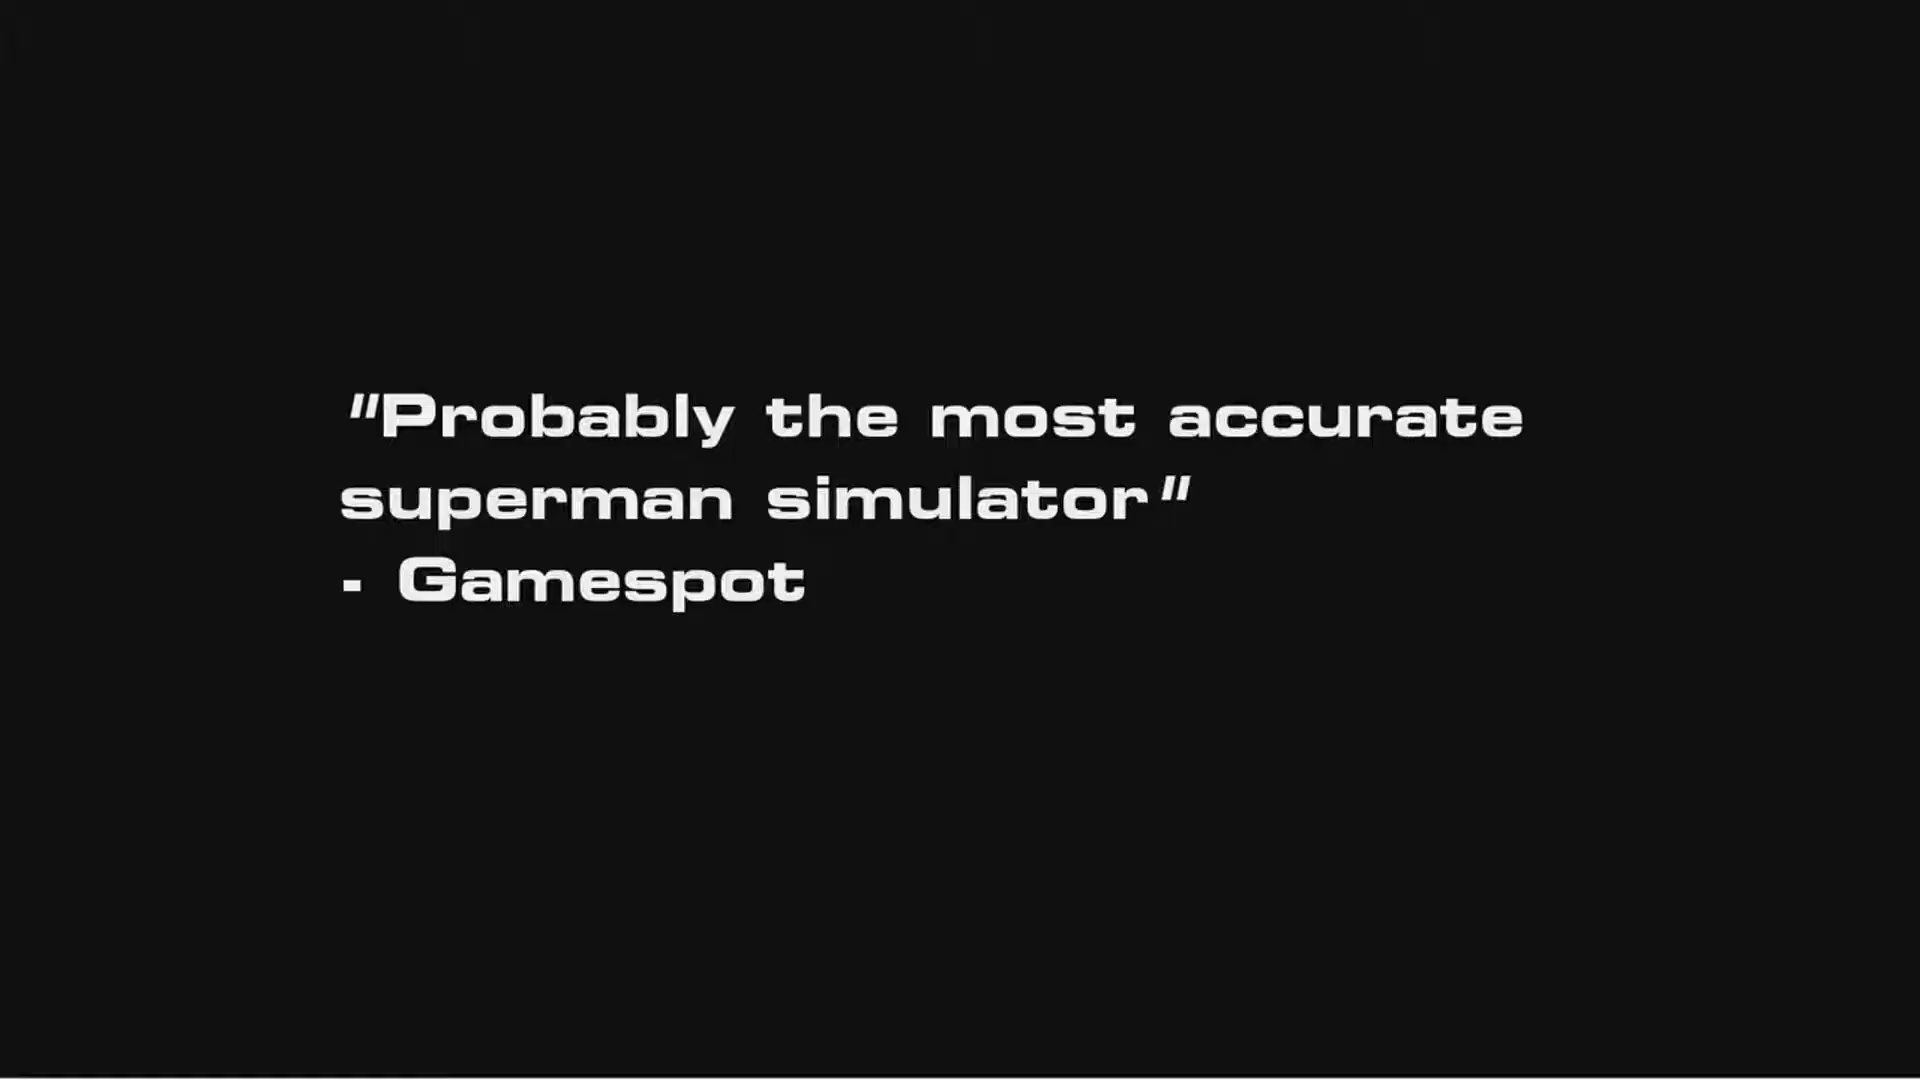 "Probably the most accurate
superman simulator"
- Gamespot